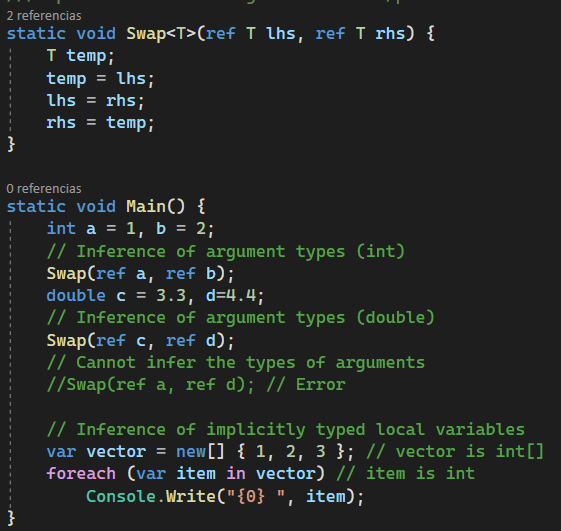 2 referencias
static void Swap<T>(ref T lhs, ref T rhs) {
    T temp;
    temp = lhs;
    lhs = rhs;
    rhs = temp;
}
0 referencias
static void Main() {
    int a = 1, b = 2;
    // Inference of argument types (int)
    Swap(ref a, ref b);
    double c = 3.3, d=4.4;
    // Inference of argument types (double)
    Swap(ref c, ref d);
    // Cannot infer the types of arguments
    //Swap(ref a, ref d); // Error
    // Inference of implicitly typed local variables
    var vector = new[] { 1, 2, 3 }; // vector is int[]
    foreach (var item in vector) // item is int
        Console.Write("{0} ", item);
}